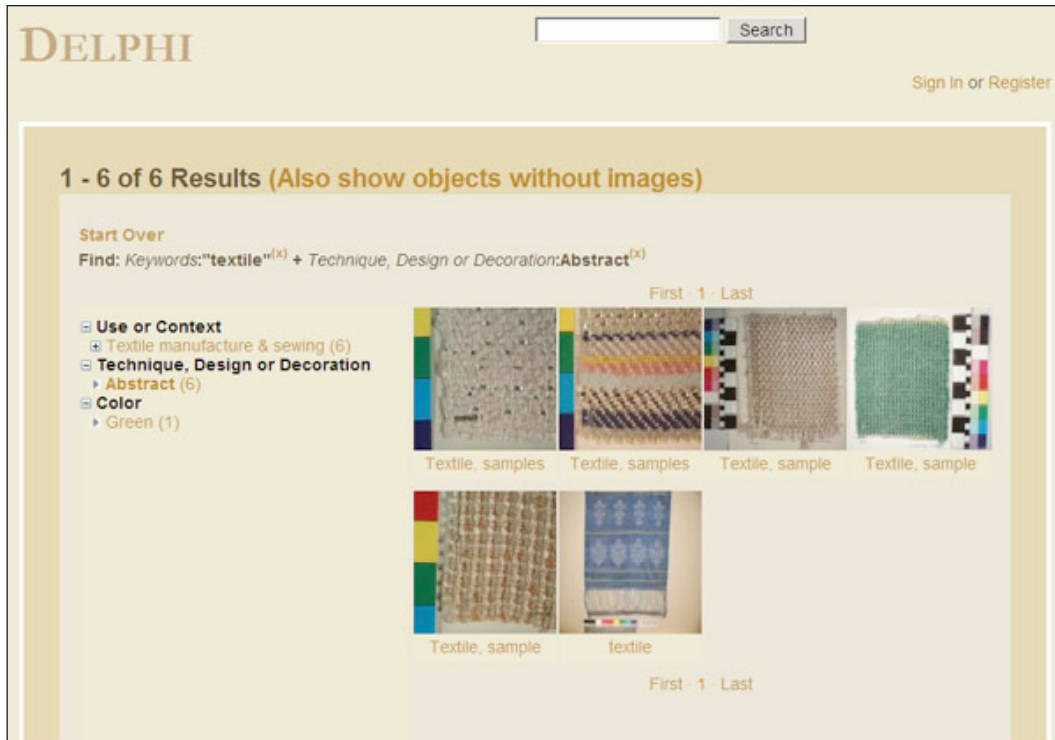 DELPHI
Search
Sign In or Register
1 - 6 of 6 Results (Also show objects without images)
Start Over
Find: Keywords:"textile"(x) + Technique, Design or Decoration:Abstract(x)
First · 1 · Last
Use or Context
Textile manufacture & sewing (6)
Technique, Design or Decoration
Abstract (6)
Color
Green (1)
Textile, samples
Textile, samples
Textile, sample
Textile, sample
Textile, sample
textile
First · 1 · Last